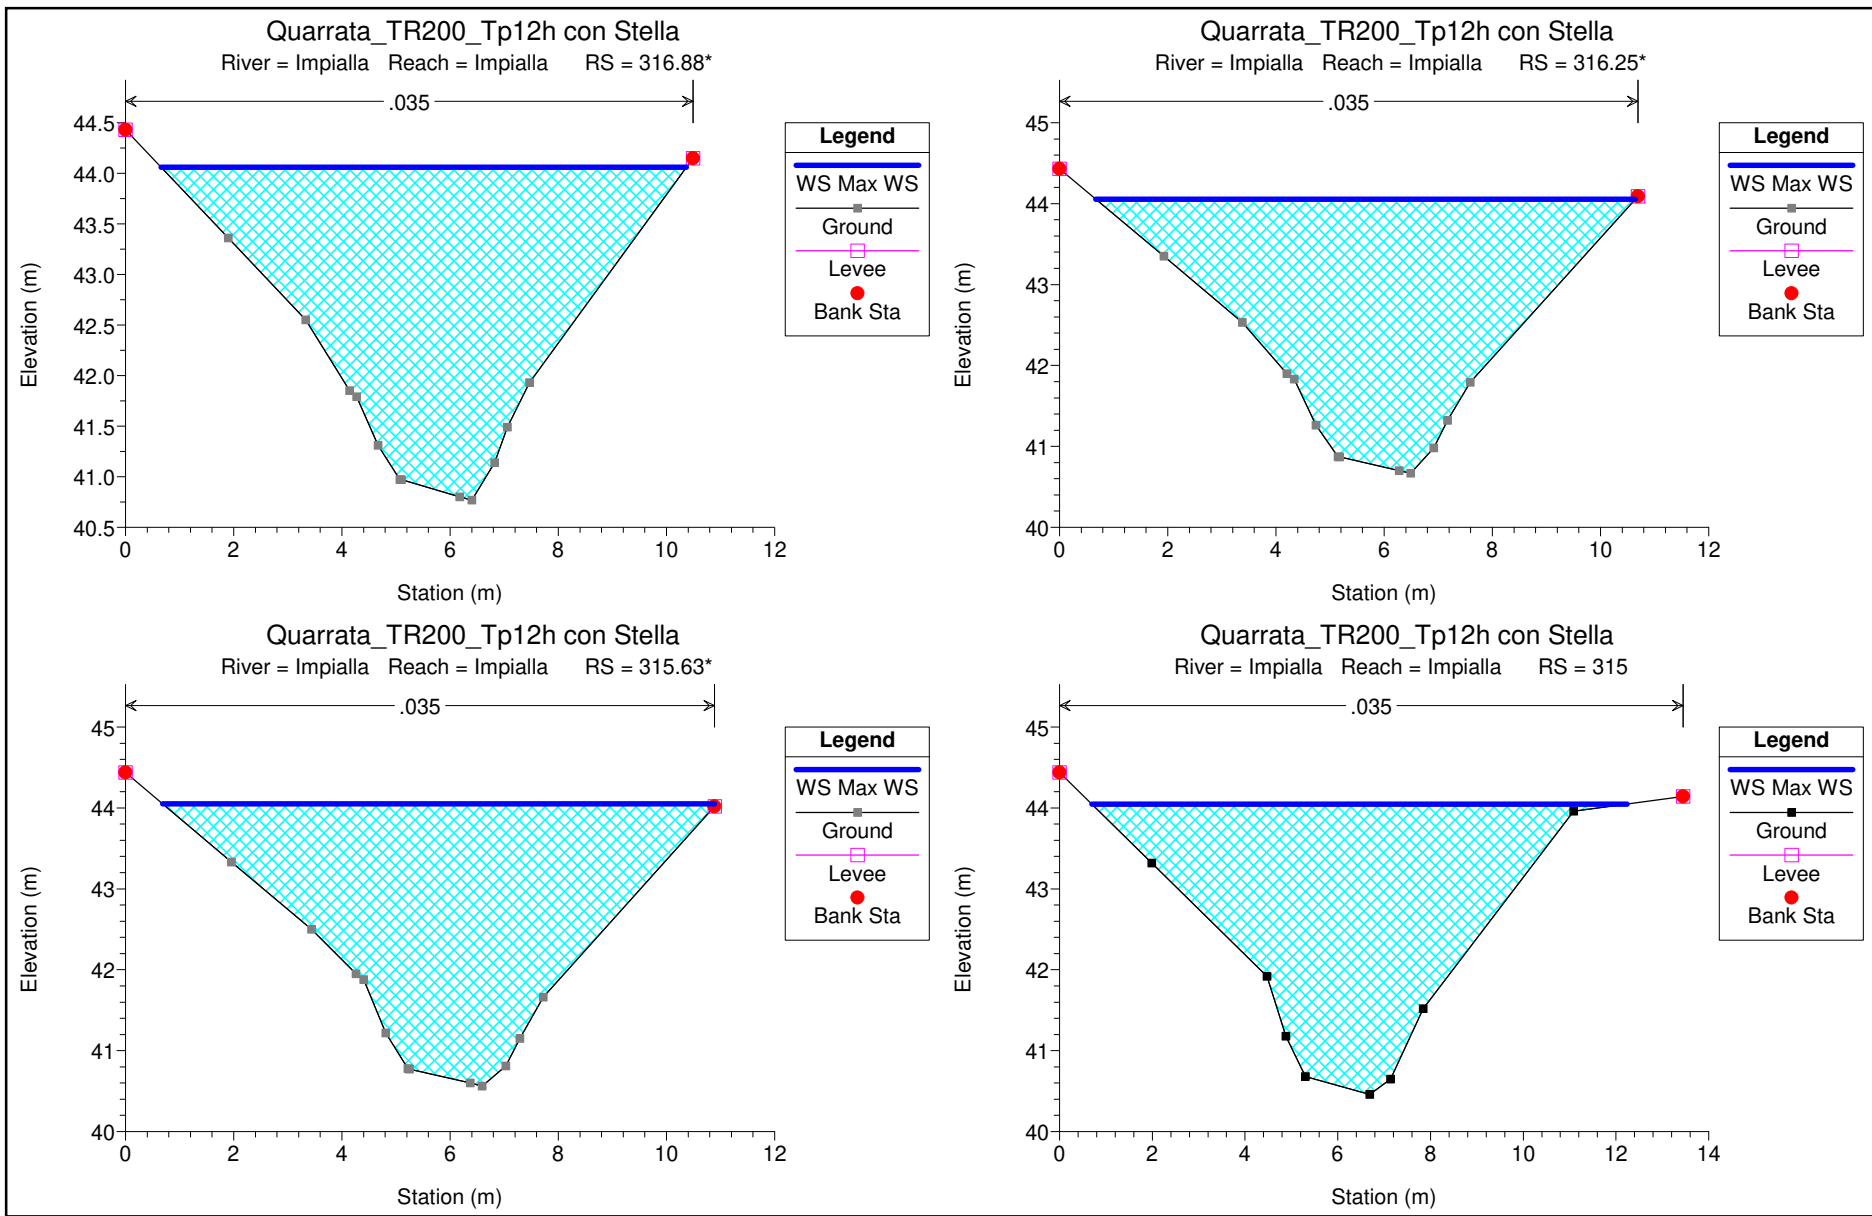 Quarrata_TR200_Tp12h con Stella
River = Impialla Reach = Impialla RS = 316.88*
.035
44.5
44.0
43.5
43.0
42.5
42.0
41.5
41.0
40.5
Elevation (m)
0 2 4 6 8 10 12
Station (m)
Legend
WS Max WS
Ground
Levee
Bank Sta
Quarrata_TR200_Tp12h con Stella
River = Impialla Reach = Impialla RS = 316.25*
.035
45
44
43
42
41
40
Elevation (m)
0 2 4 6 8 10 12
Station (m)
Legend
WS Max WS
Ground
Levee
Bank Sta
Quarrata_TR200_Tp12h con Stella
River = Impialla Reach = Impialla RS = 315.63*
.035
45
44
43
42
41
40
Elevation (m)
0 2 4 6 8 10 12
Station (m)
Legend
WS Max WS
Ground
Levee
Bank Sta
Quarrata_TR200_Tp12h con Stella
River = Impialla Reach = Impialla RS = 315
.035
45
44
43
42
41
40
Elevation (m)
0 2 4 6 8 10 12 14
Station (m)
Legend
WS Max WS
Ground
Levee
Bank Sta